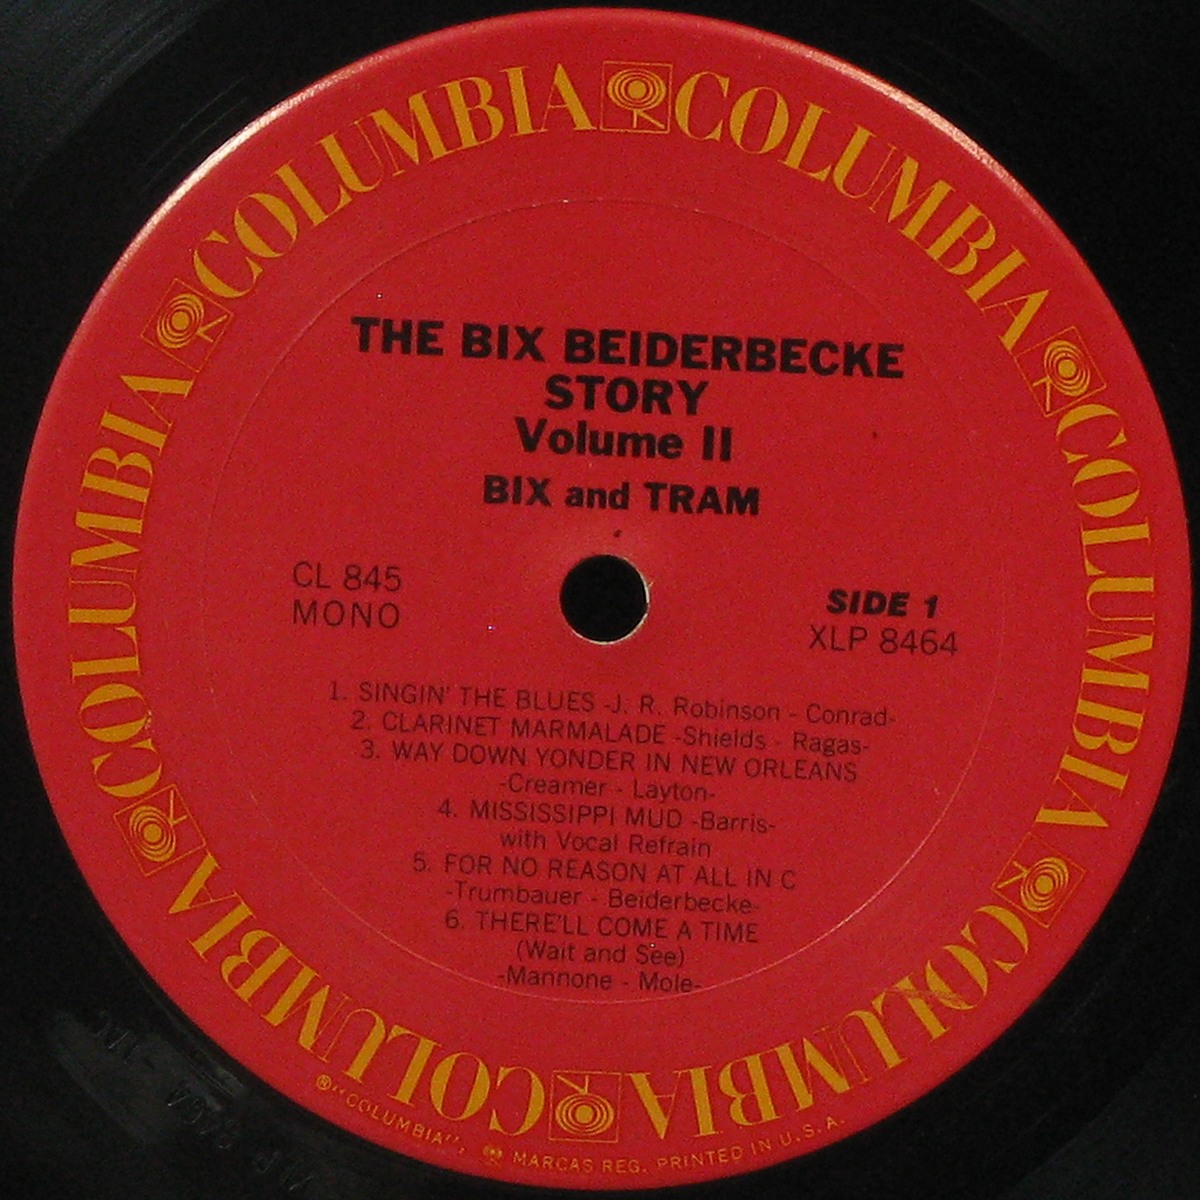 COLUMBIA COLUMBIA COLUMBIA COLUMBIA COLUMBIA COLUMBIA
THE BIX BEIDERBECKE
STORY
Volume II
BIX and TRAM
CL 845
MONO
SIDE 1
XLP 8464
1. SINGIN' THE BLUES -J. R. Robinson - Conrad-
2. CLARINET MARMALADE -Shields - Ragas-
3. WAY DOWN YONDER IN NEW ORLEANS
-Creamer - Layton-
4. MISSISSIPPI MUD -Barris-
with Vocal Refrain
5. FOR NO REASON AT ALL IN C
-Trumbauer - Beiderbecke-
6. THERE'LL COME A TIME
(Wait and See)
-Mannone - Mole-
®"COLUMBIA", MARCAS REG. PRINTED IN U.S.A.